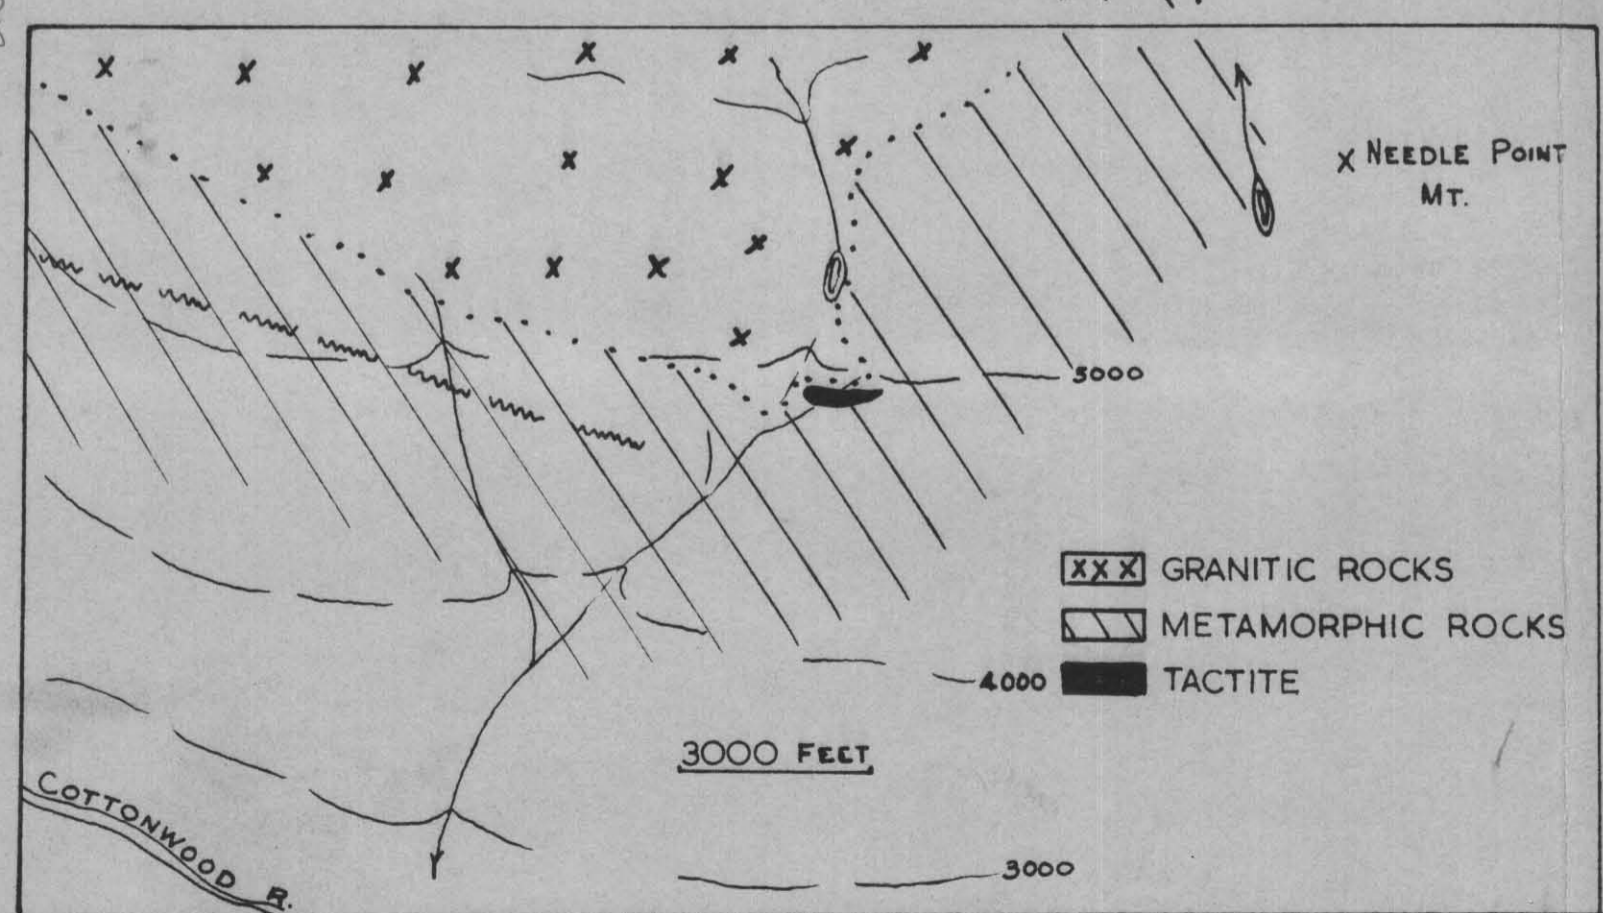 X NEEDLE POINT
MT.
5000
XXX GRANITIC ROCKS
METAMORPHIC ROCKS
4000 TACTITE
3000 FEET
COTTONWOOD R.
3000